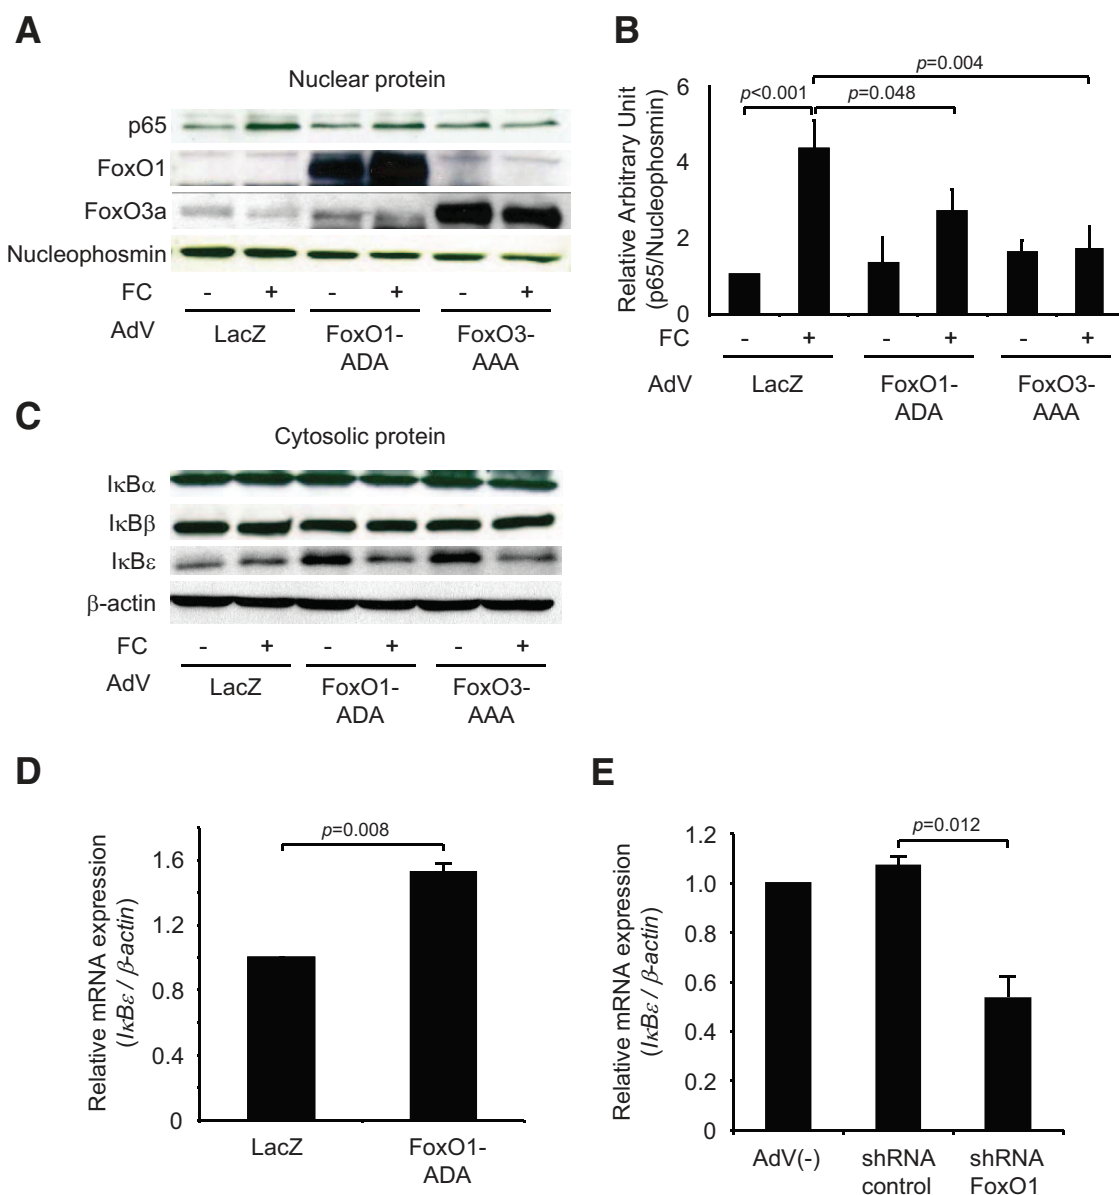 A
Nuclear protein
p65
FoxO1
FoxO3a
Nucleophosmin
FC - + - + - +
AdV LacZ FoxO1-ADA FoxO3-AAA
B
Relative Arbitrary Unit
(p65/Nucleophosmin)
6
4
2
0
p<0.001
p=0.048
p=0.004
FC - + - + - +
AdV LacZ FoxO1-ADA FoxO3-AAA
C
Cytosolic protein
IκBα
IκBβ
IκBε
β-actin
FC - + - + - +
AdV LacZ FoxO1-ADA FoxO3-AAA
D
Relative mRNA expression
(IκBε / β-actin)
1.6
1.2
0.8
0.4
0
p=0.008
LacZ FoxO1-ADA
E
Relative mRNA expression
(IκBε / β-actin)
1.2
1.0
0.8
0.6
0.4
0.2
0
p=0.012
AdV(-) shRNA control shRNA FoxO1